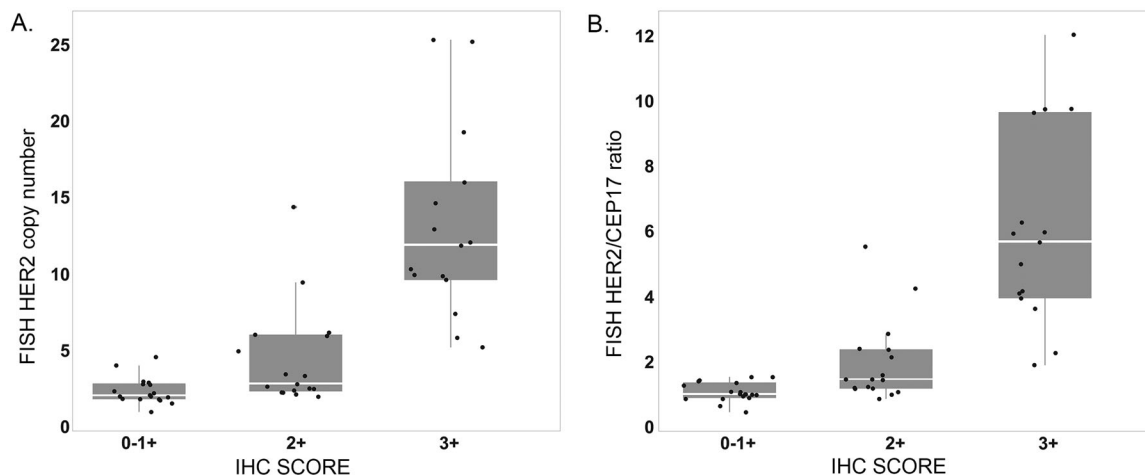 A.
FISH HER2 copy number
25
20
15
10
5
0
0-1+ 2+ 3+
IHC SCORE
B.
FISH HER2/CEP17 ratio
12
10
8
6
4
2
0
0-1+ 2+ 3+
IHC SCORE